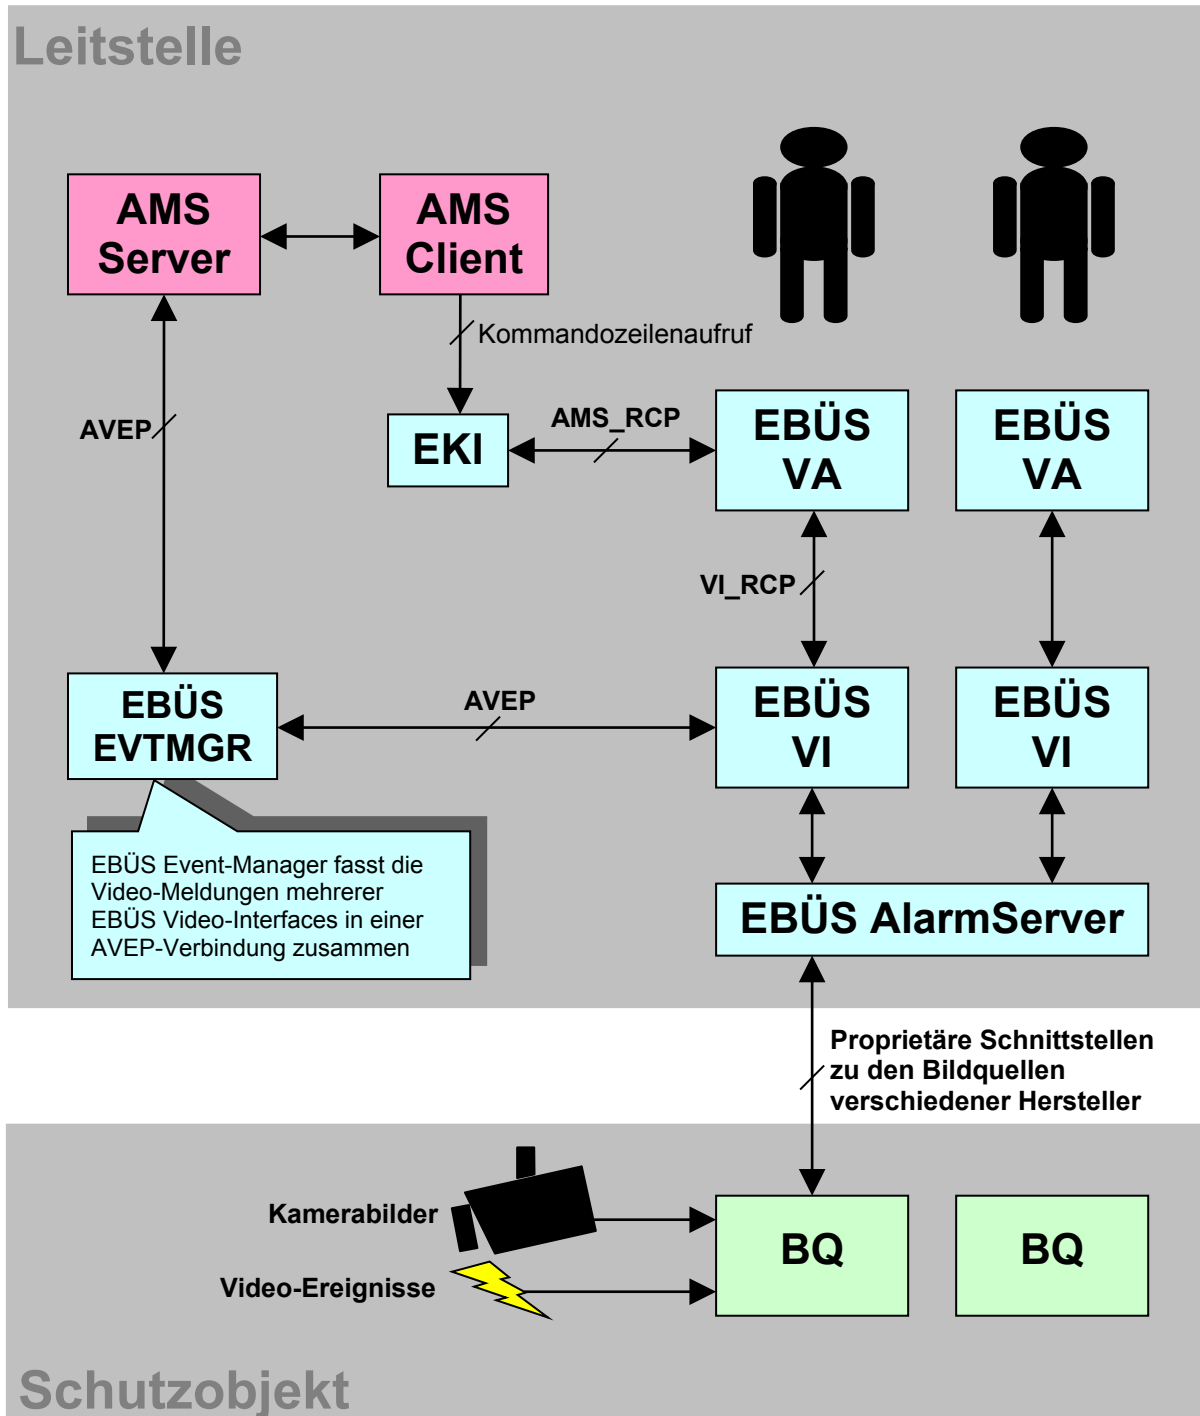 Leitstelle
AMS
Server
AMS
Client
Kommandozeilenaufruf
AVEP
EKI
AMS_RCP
EBÜS
VA
EBÜS
VA
VI_RCP
EBÜS
EVTMGR
AVEP
EBÜS
VI
EBÜS
VI
EBÜS Event-Manager fasst die
Video-Meldungen mehrerer
EBÜS Video-Interfaces in einer
AVEP-Verbindung zusammen
EBÜS AlarmServer
Proprietäre Schnittstellen
zu den Bildquellen
verschiedener Hersteller
Kamerabilder
Video-Ereignisse
BQ
BQ
Schutzobjekt